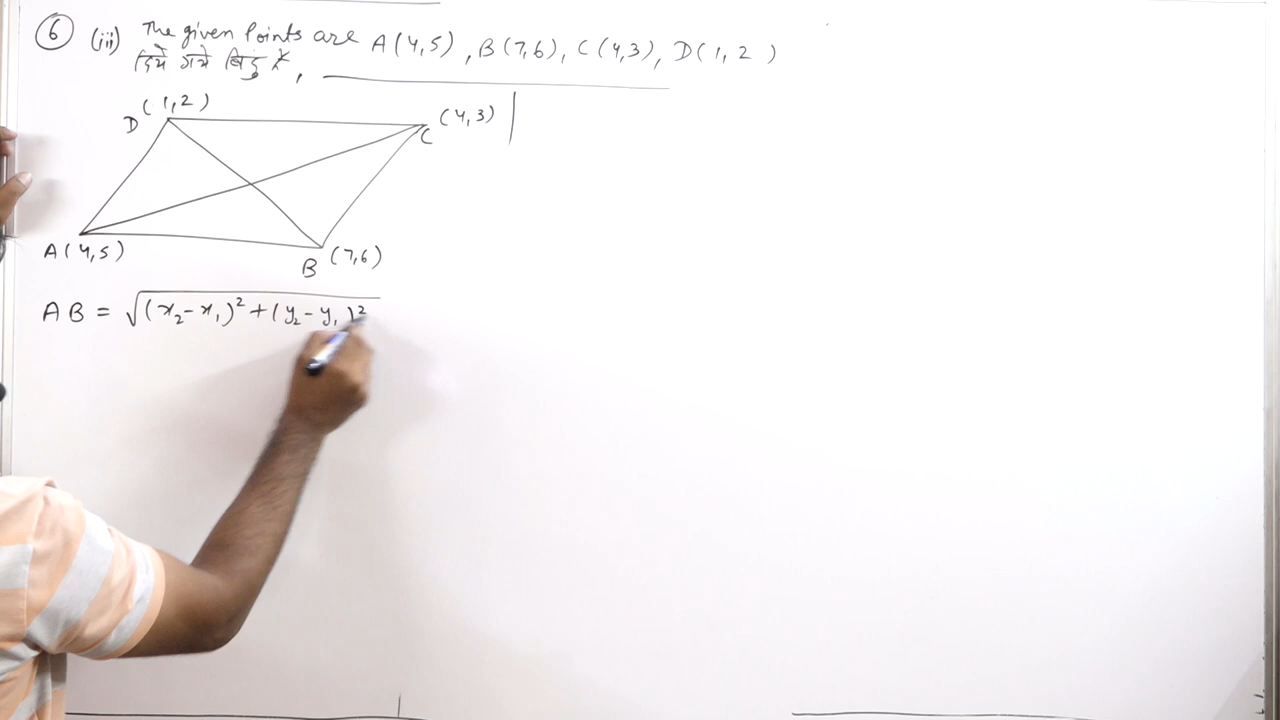 6 (iii) The given Points are A(4,5), B(7,6), C(4,3), D(1,2)
दिये गये बिंदु हैं,
D (1,2)
C (4,3)
A(4,5)
B (7,6)
AB = √(x₂-x₁)²+(y₂-y₁)²